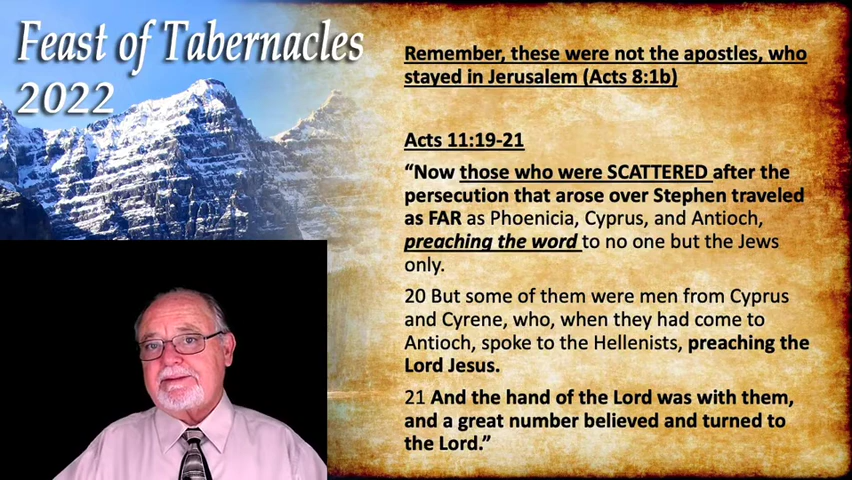 Feast of Tabernacles
2022
Remember, these were not the apostles, who
stayed in Jerusalem (Acts 8:1b)
Acts 11:19-21
“Now those who were SCATTERED after the
persecution that arose over Stephen traveled
as FAR as Phoenicia, Cyprus, and Antioch,
preaching the word to no one but the Jews
only.
20 But some of them were men from Cyprus
and Cyrene, who, when they had come to
Antioch, spoke to the Hellenists, preaching the
Lord Jesus.
21 And the hand of the Lord was with them,
and a great number believed and turned to
the Lord.”